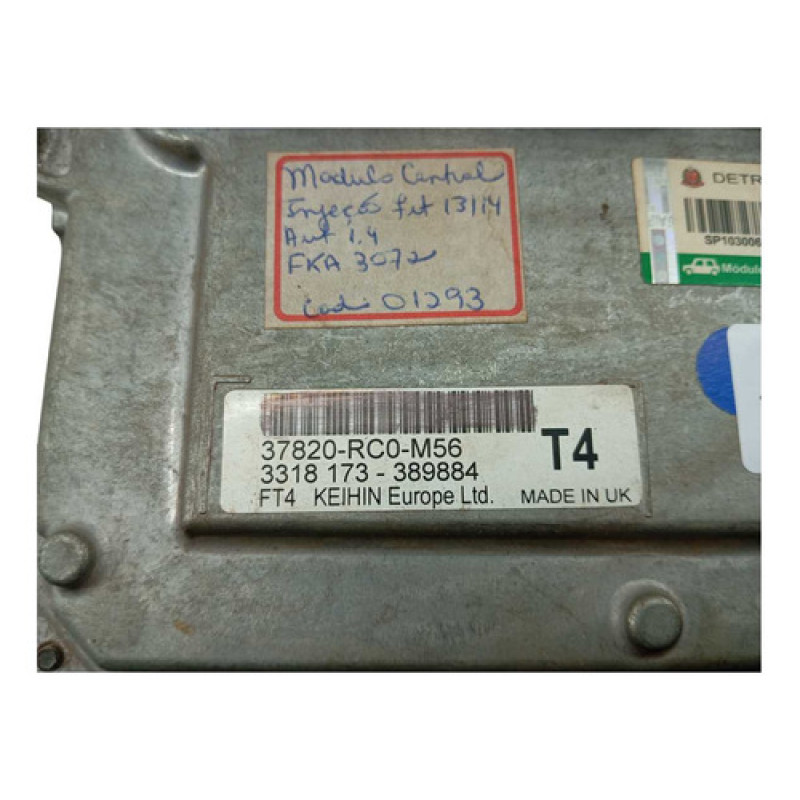 Modulo Central
Injeção fit 13/14
Aut 1.4
FKA 3072
Cod: 01293
DETR
SP103006
Módulo
37820-RC0-M56
3318 173 - 389884
T4
FT4 KEIHIN Europe Ltd. MADE IN UK